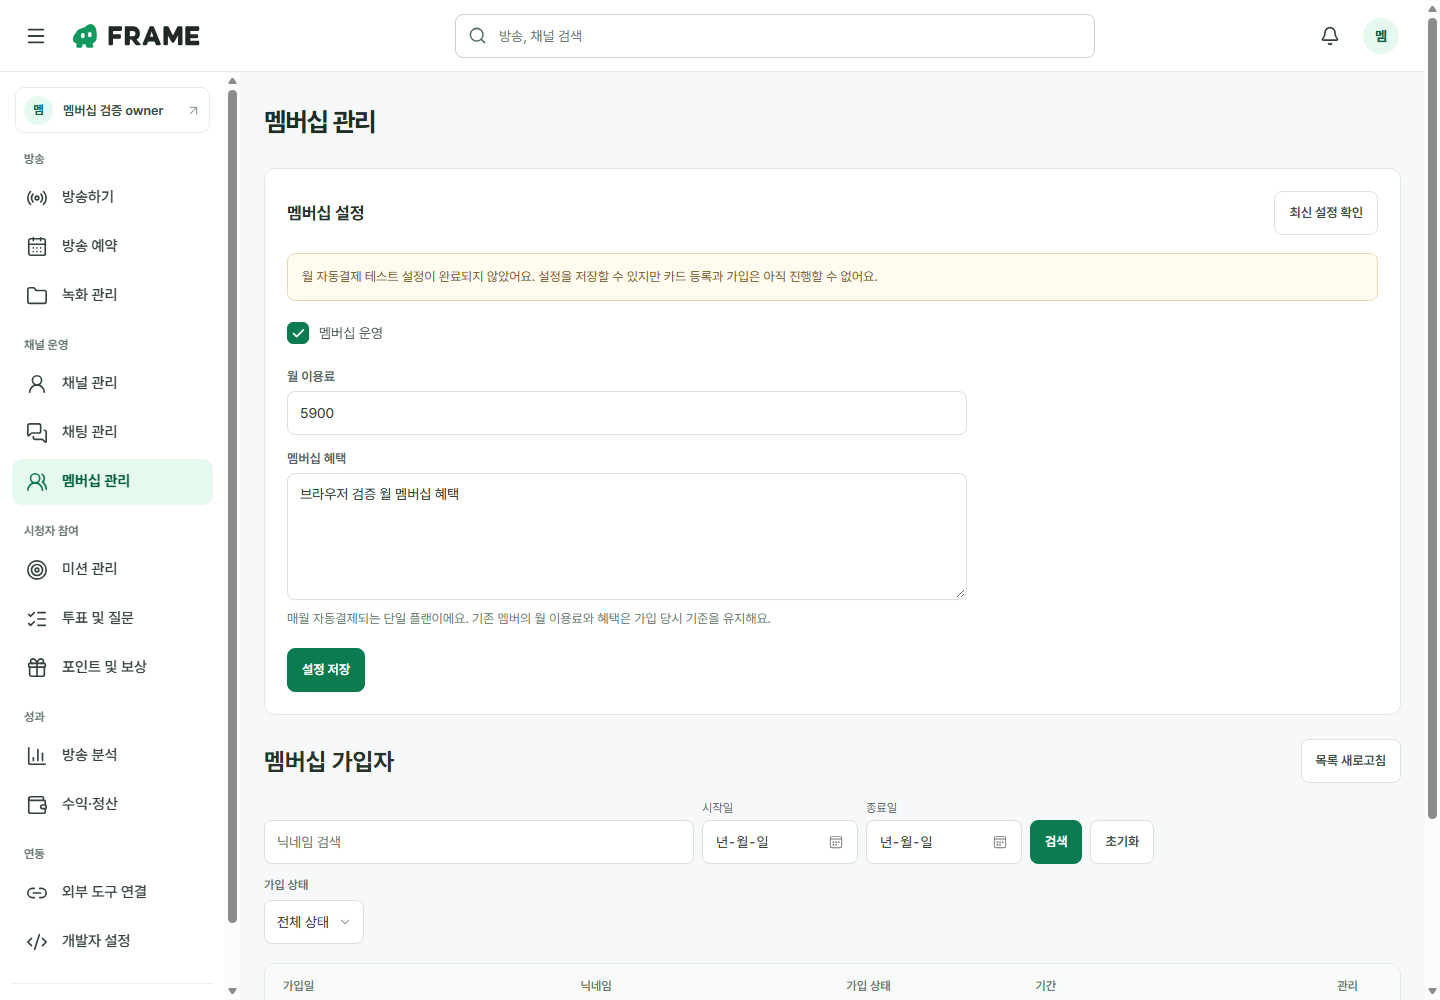 FRAME
방송, 채널 검색
멤
멤
멤버십 검증 owner
방송
방송하기
방송 예약
녹화 관리
채널 운영
채널 관리
채팅 관리
멤버십 관리
시청자 참여
미션 관리
투표 및 질문
포인트 및 보상
성과
방송 분석
수익·정산
연동
외부 도구 연결
개발자 설정
멤버십 관리
멤버십 설정
최신 설정 확인
월 자동결제 테스트 설정이 완료되지 않았어요. 설정을 저장할 수 있지만 카드 등록과 가입은 아직 진행할 수 없어요.
멤버십 운영
월 이용료
5900
멤버십 혜택
브라우저 검증 월 멤버십 혜택
매월 자동결제되는 단일 플랜이에요. 기존 멤버의 월 이용료와 혜택은 가입 당시 기준을 유지해요.
설정 저장
멤버십 가입자
목록 새로고침
시작일
종료일
닉네임 검색
년-월-일
년-월-일
검색
초기화
가입 상태
전체 상태
가입일
닉네임
가입 상태
기간
관리